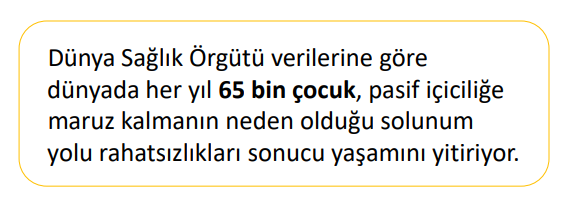 Dünya Sağlık Örgütü verilerine göre
dünyada her yıl 65 bin çocuk, pasif içiciliğe
maruz kalmanın neden olduğu solunum
yolu rahatsızlıkları sonucu yaşamını yitiriyor.